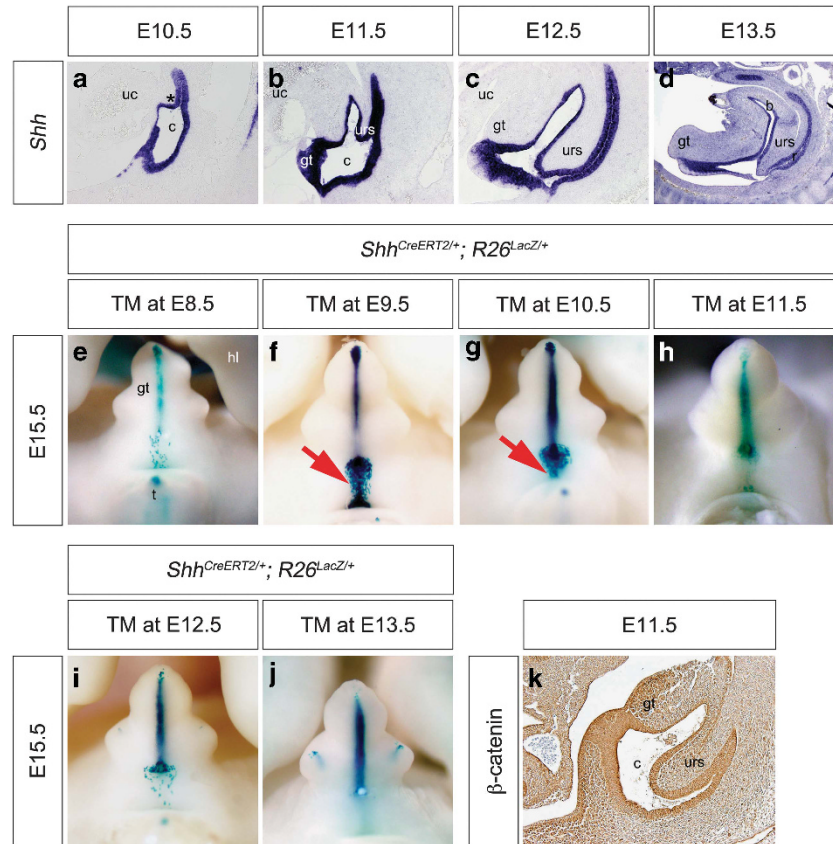 E10.5 E11.5 E12.5 E13.5
Shh
a uc * c
b uc gt c urs
c uc gt urs
d gt b urs r
Shh^CreERT2/+; R26^LacZ/+
TM at E8.5 TM at E9.5 TM at E10.5 TM at E11.5
E15.5
e gt hl t
f
g
h
Shh^CreERT2/+; R26^LacZ/+
TM at E12.5 TM at E13.5 E11.5
E15.5
i
j
β-catenin
k gt c urs